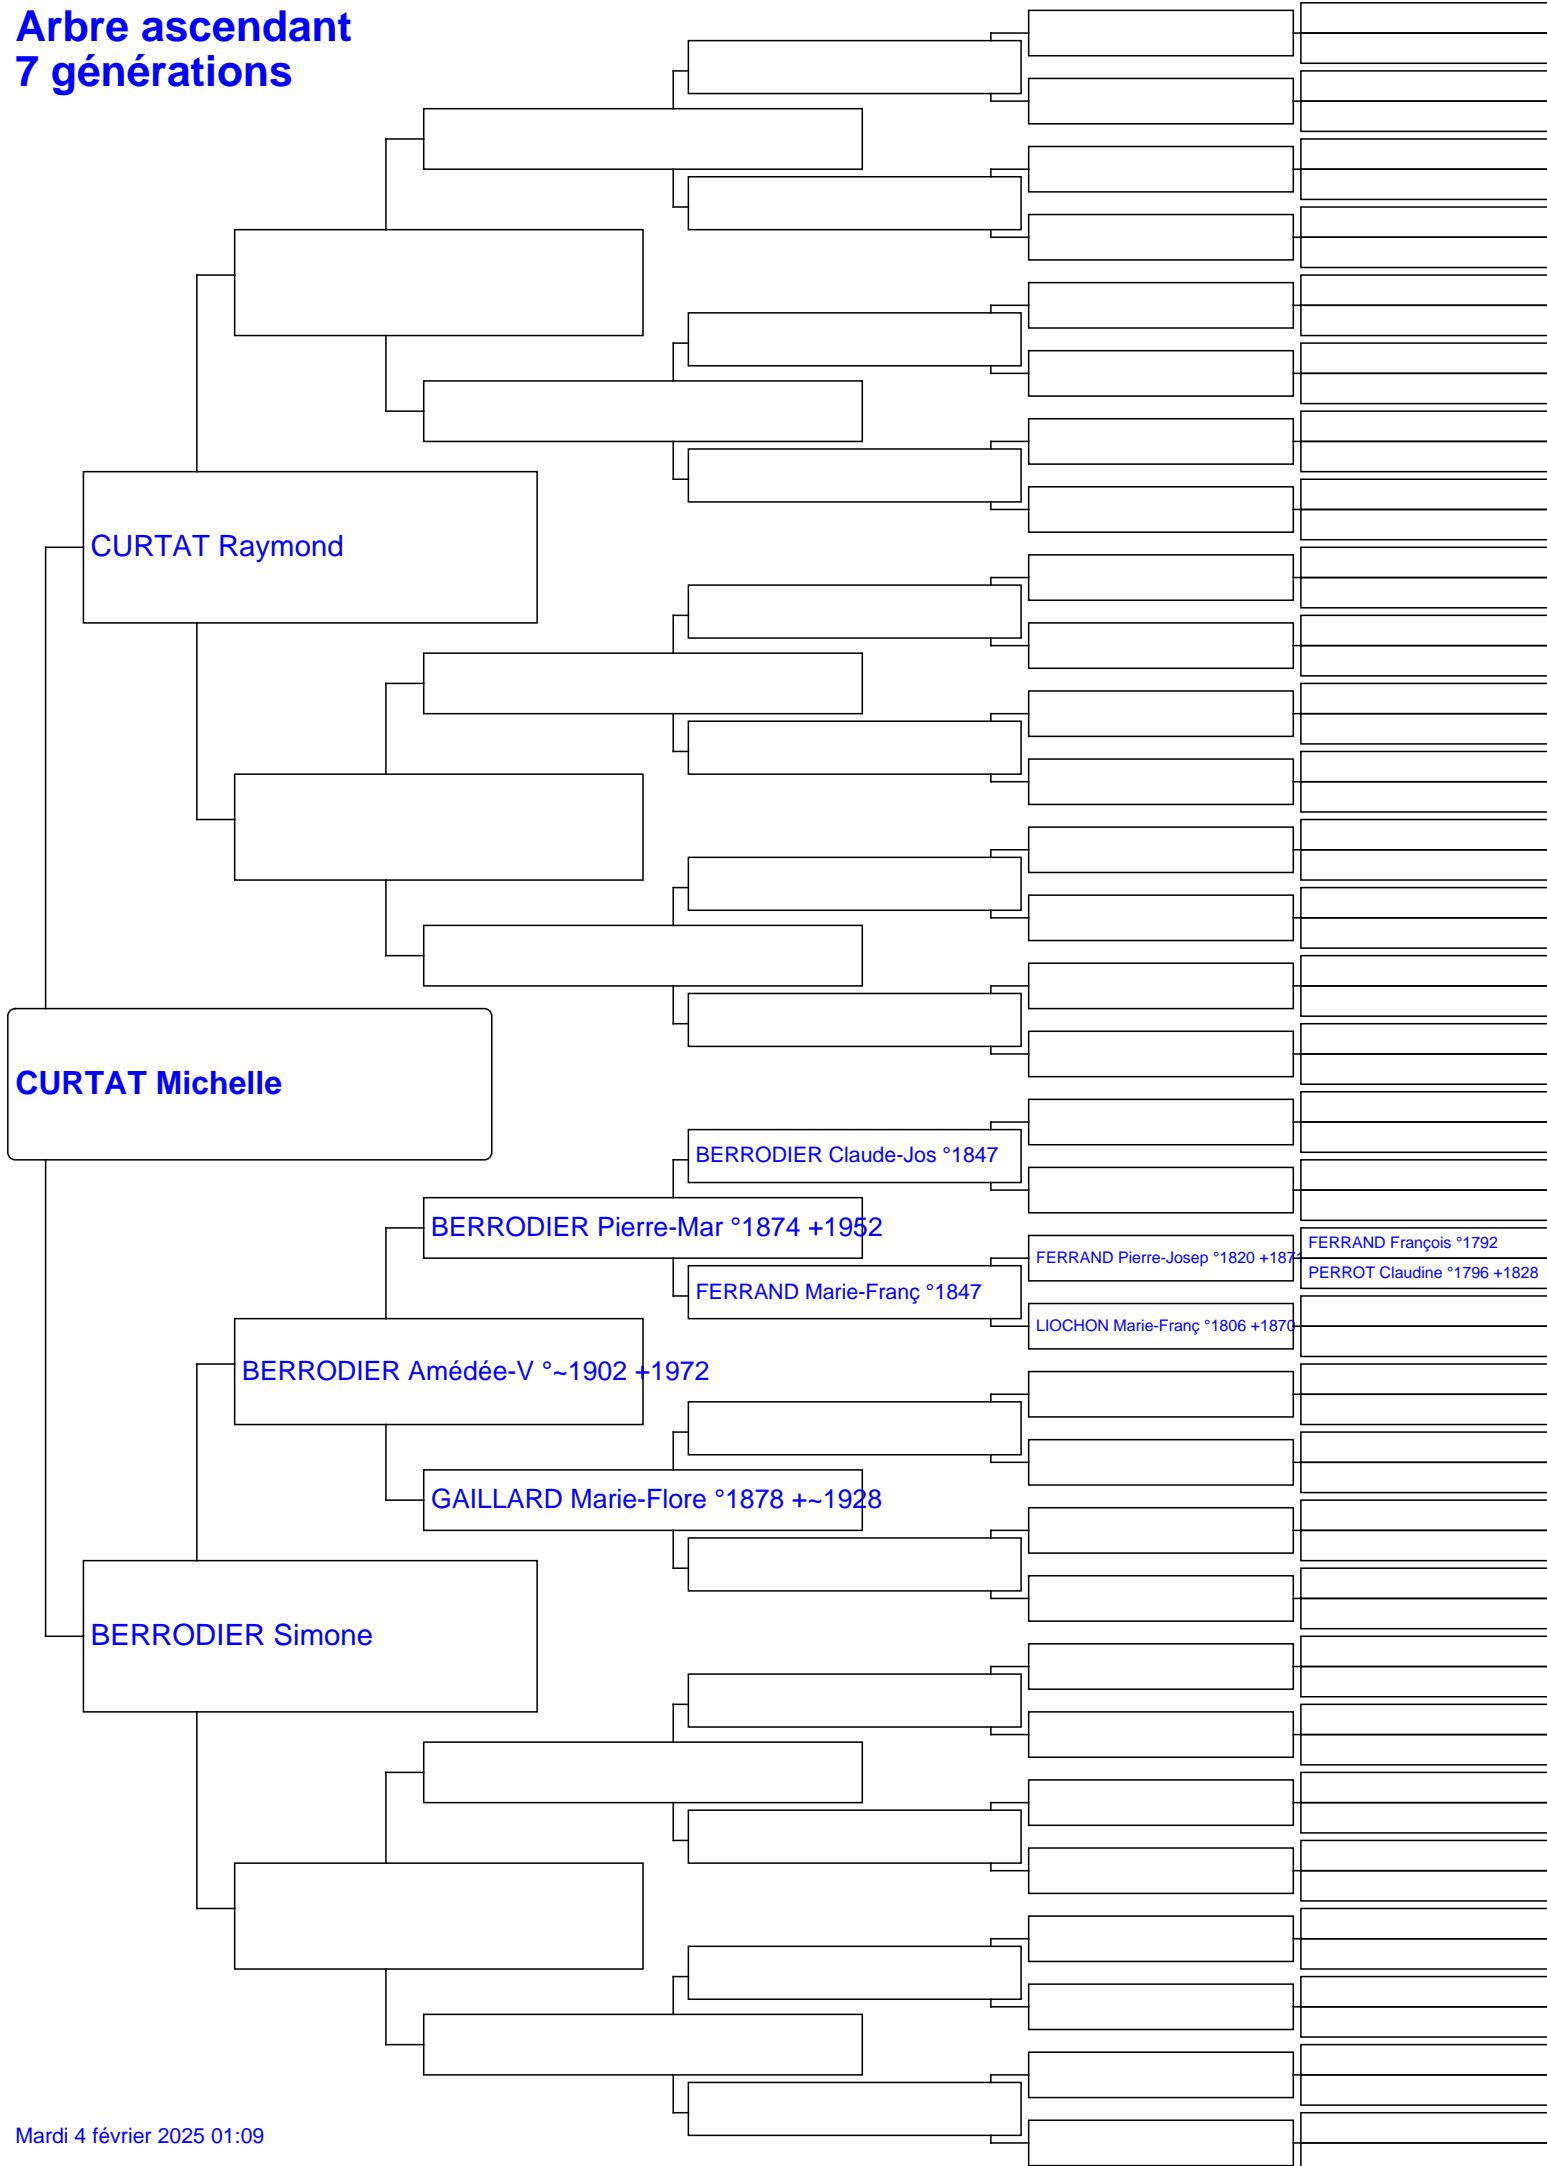 Arbre ascendant
7 générations
CURTAT Raymond
CURTAT Michelle
BERRODIER Claude-Jos °1847
BERRODIER Pierre-Mar °1874 +1952
FERRAND François °1792
FERRAND Pierre-Josep °1820 +1871
PERROT Claudine °1796 +1828
FERRAND Marie-Franç °1847
LIOCHON Marie-Franç °1806 +1870
BERRODIER Amédée-V °~1902 +1972
GAILLARD Marie-Flore °1878 +~1928
BERRODIER Simone
Mardi 4 février 2025 01:09